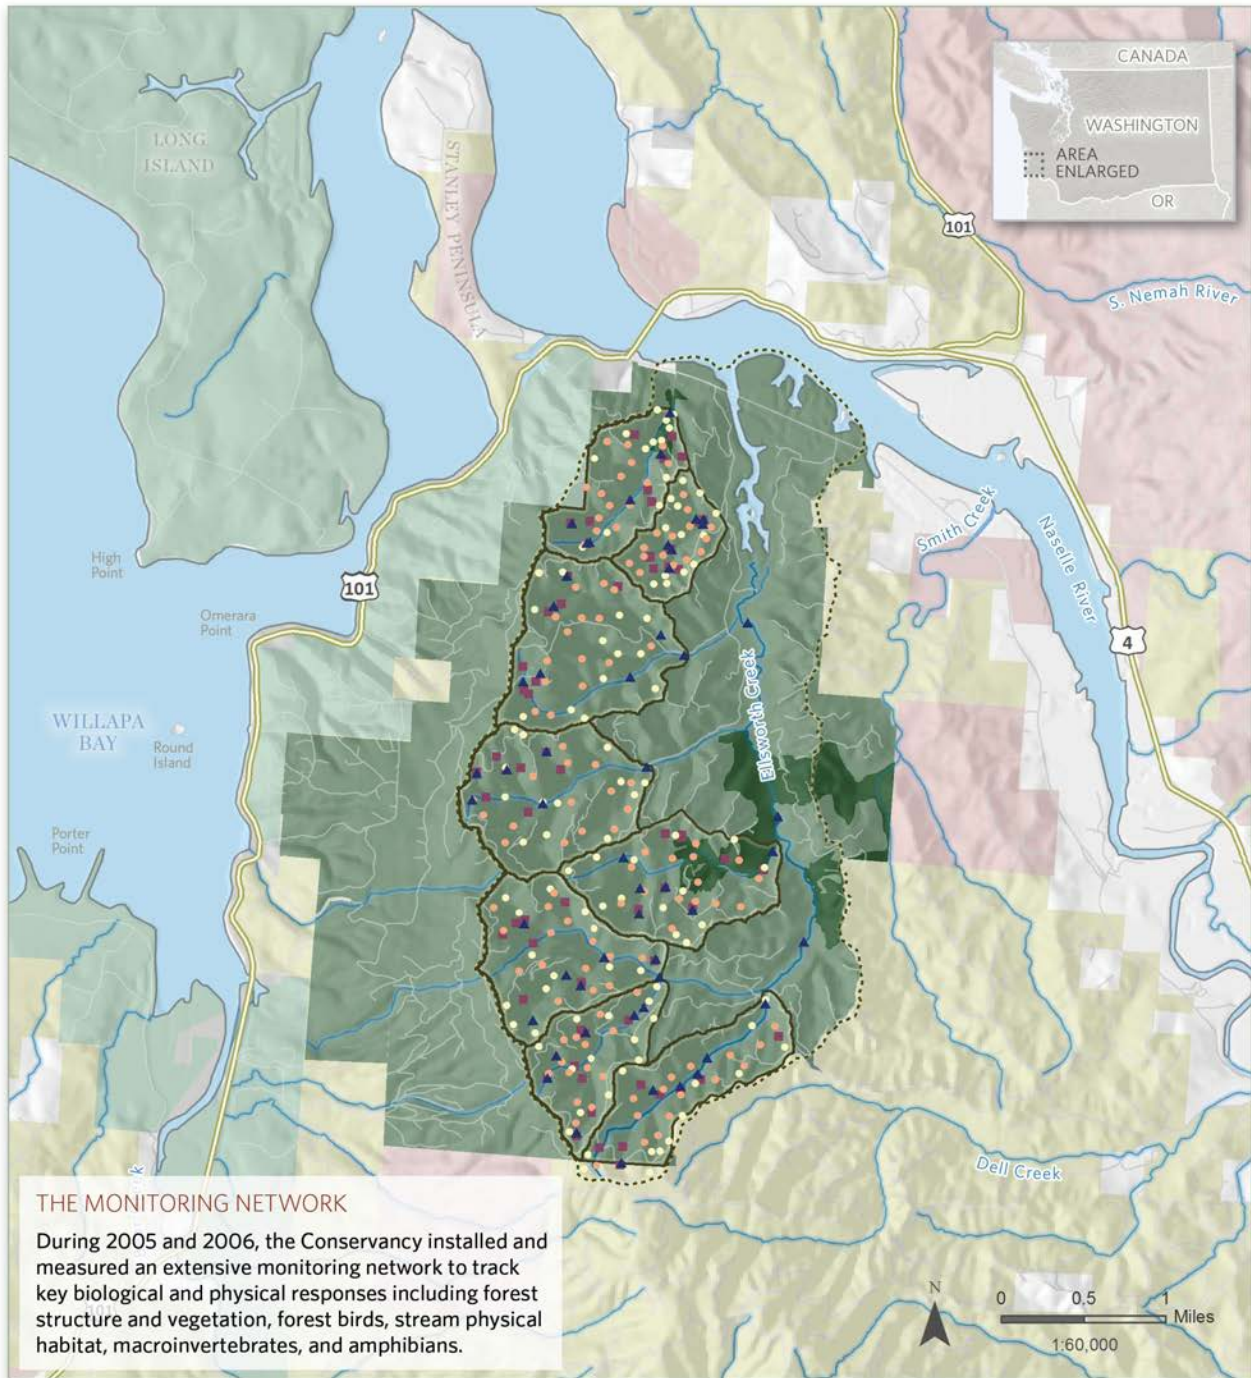 CANADA
WASHINGTON
AREA
ENLARGED
OR
LONG
ISLAND
STANLEY PENINSULA
101
S. Nemah River
Smith Creek
Naselle River
High
Point
101
Omerara
Point
4
Ellsworth Creek
WILLAPA
BAY
Round
Island
Porter
Point
Dell Creek
THE MONITORING NETWORK
During 2005 and 2006, the Conservancy installed and
measured an extensive monitoring network to track
key biological and physical responses including forest
structure and vegetation, forest birds, stream physical
habitat, macroinvertebrates, and amphibians.
101
N
0 0.5 1
Miles
1:60,000